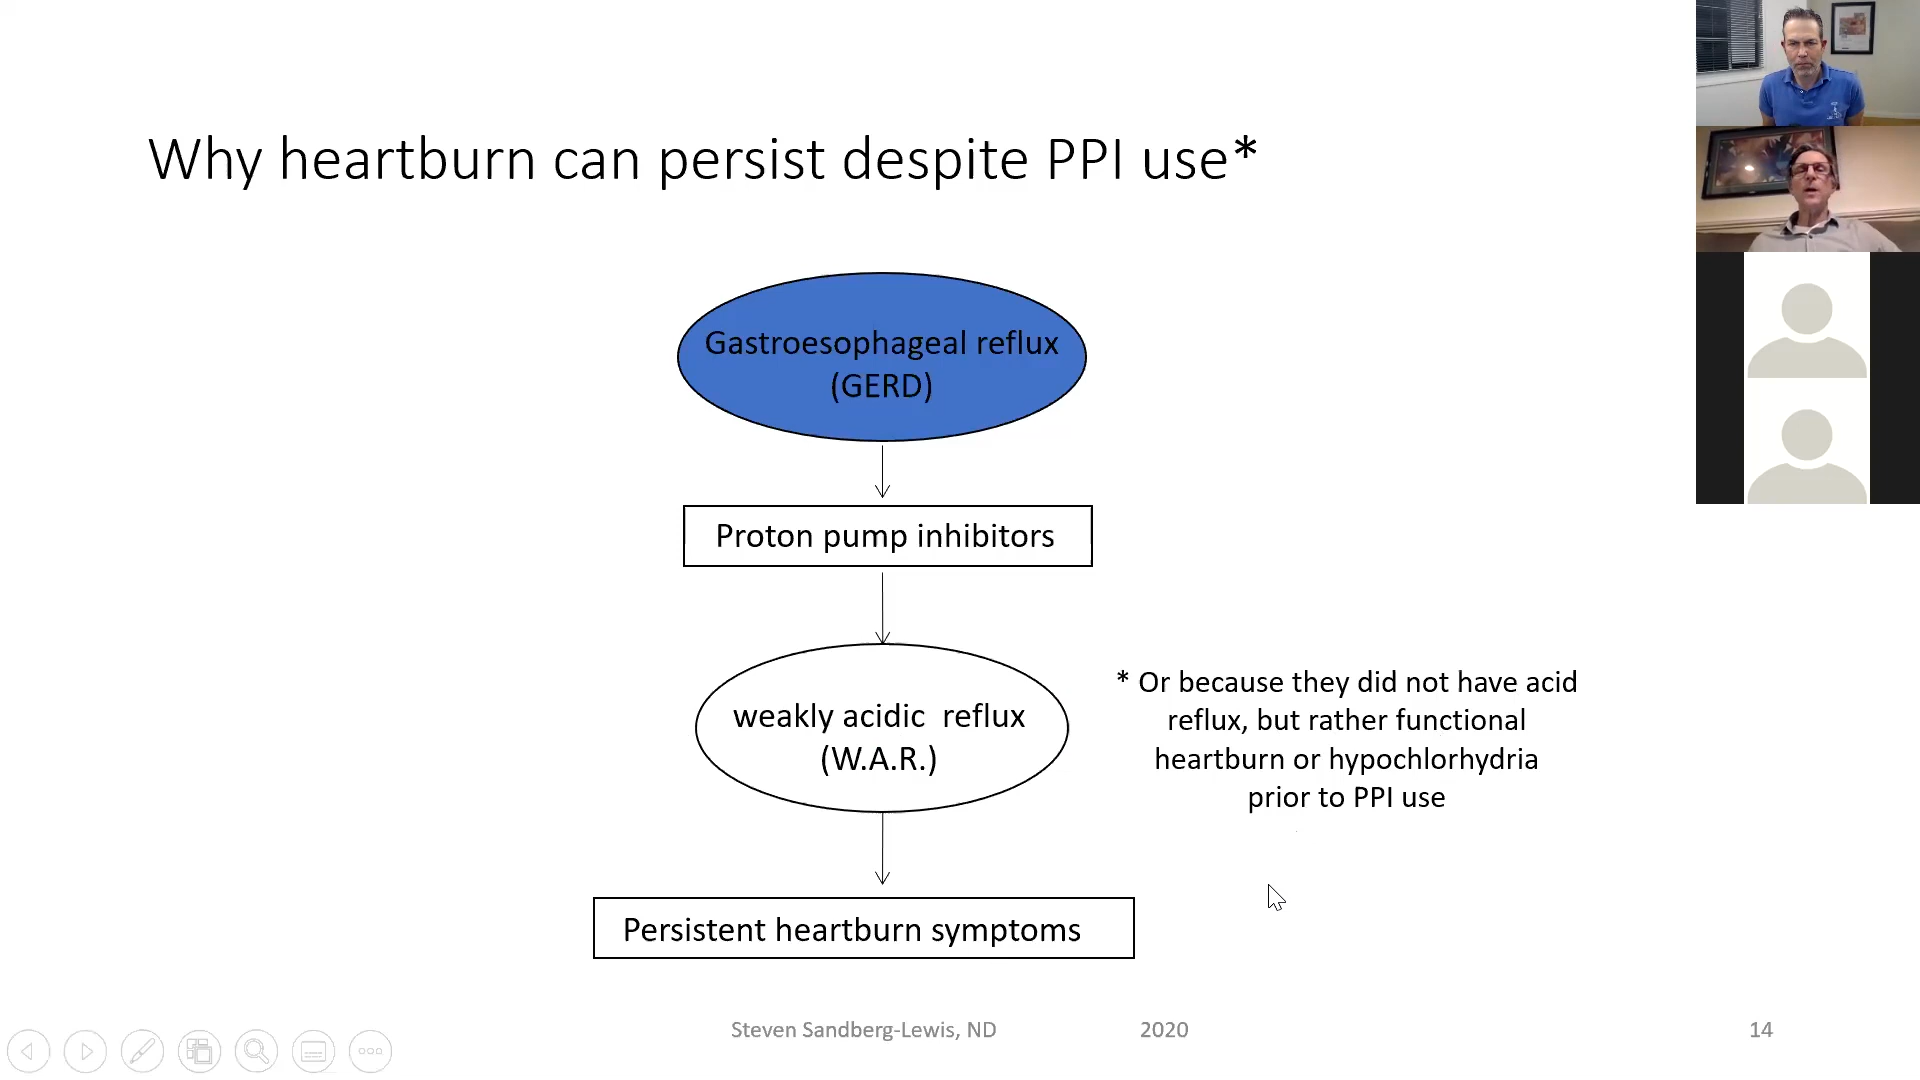 Why heartburn can persist despite PPI use*
Gastroesophageal reflux
(GERD)
Proton pump inhibitors
weakly acidic  reflux
(W.A.R.)
* Or because they did not have acid
reflux, but rather functional
heartburn or hypochlorhydria
prior to PPI use
Persistent heartburn symptoms
Steven Sandberg-Lewis, ND
2020
14